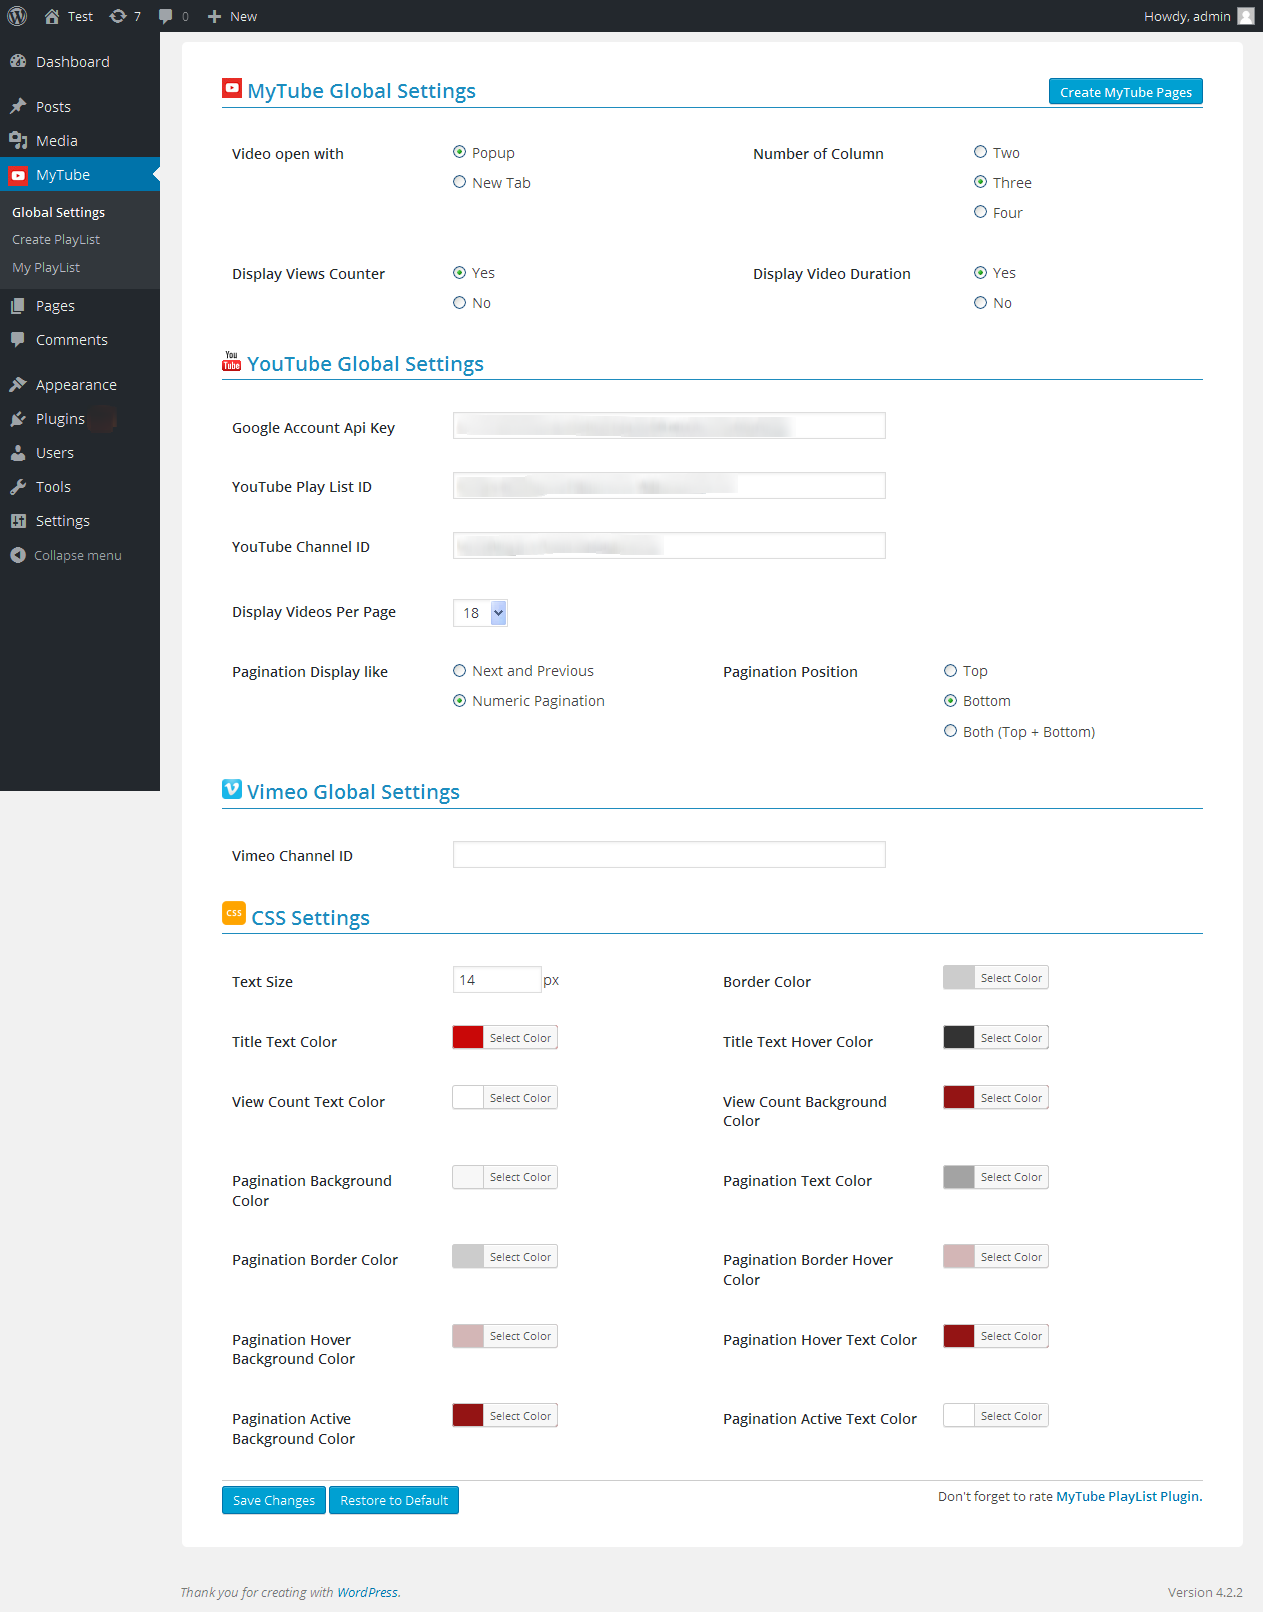 Test 7 0 New Howdy, admin
Dashboard
Posts
Media
MyTube
Global Settings
Create PlayList
My PlayList
Pages
Comments
Appearance
Plugins
Users
Tools
Settings
Collapse menu
MyTube Global Settings Create MyTube Pages
Video open with Popup Number of Column Two
New Tab Three
Four
Display Views Counter Yes Display Video Duration Yes
No No
You
Tube YouTube Global Settings
Google Account Api Key
YouTube Play List ID
YouTube Channel ID
Display Videos Per Page 18
Pagination Display like Next and Previous Pagination Position Top
Numeric Pagination Bottom
Both (Top + Bottom)
Vimeo Global Settings
Vimeo Channel ID
CSS CSS Settings
Text Size 14 px Border Color Select Color
Title Text Color Select Color Title Text Hover Color Select Color
View Count Text Color Select Color View Count Background Select Color
Color
Pagination Background Select Color Pagination Text Color Select Color
Color
Pagination Border Color Select Color Pagination Border Hover Select Color
Color
Pagination Hover Select Color Pagination Hover Text Color Select Color
Background Color
Pagination Active Select Color Pagination Active Text Color Select Color
Background Color
Save Changes Restore to Default Don't forget to rate MyTube PlayList Plugin.
Thank you for creating with WordPress. Version 4.2.2